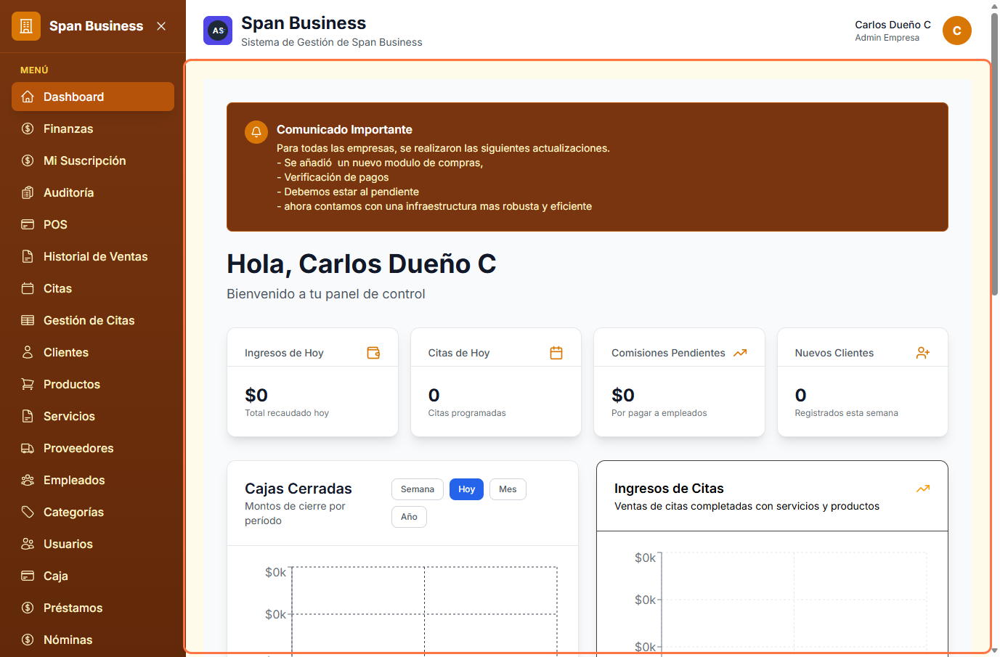 Span Business
MENÚ
Dashboard
Finanzas
Mi Suscripción
Auditoría
POS
Historial de Ventas
Citas
Gestión de Citas
Clientes
Productos
Servicios
Proveedores
Empleados
Categorías
Usuarios
Caja
Préstamos
Nóminas
AS
Span Business
Sistema de Gestión de Span Business
Carlos Dueño C
Admin Empresa
C
Comunicado Importante
Para todas las empresas, se realizaron las siguientes actualizaciones.
- Se añadió  un nuevo modulo de compras,
- Verificación de pagos
- Debemos estar al pendiente
- ahora contamos con una infraestructura mas robusta y eficiente
Hola, Carlos Dueño C
Bienvenido a tu panel de control
Ingresos de Hoy
$0
Total recaudado hoy
Citas de Hoy
0
Citas programadas
Comisiones Pendientes
$0
Por pagar a empleados
Nuevos Clientes
0
Registrados esta semana
Cajas Cerradas
Montos de cierre por
período
Semana
Hoy
Mes
Año
$0k
$0k
Ingresos de Citas
Ventas de citas completadas con servicios y productos
$0k
$0k
$0k